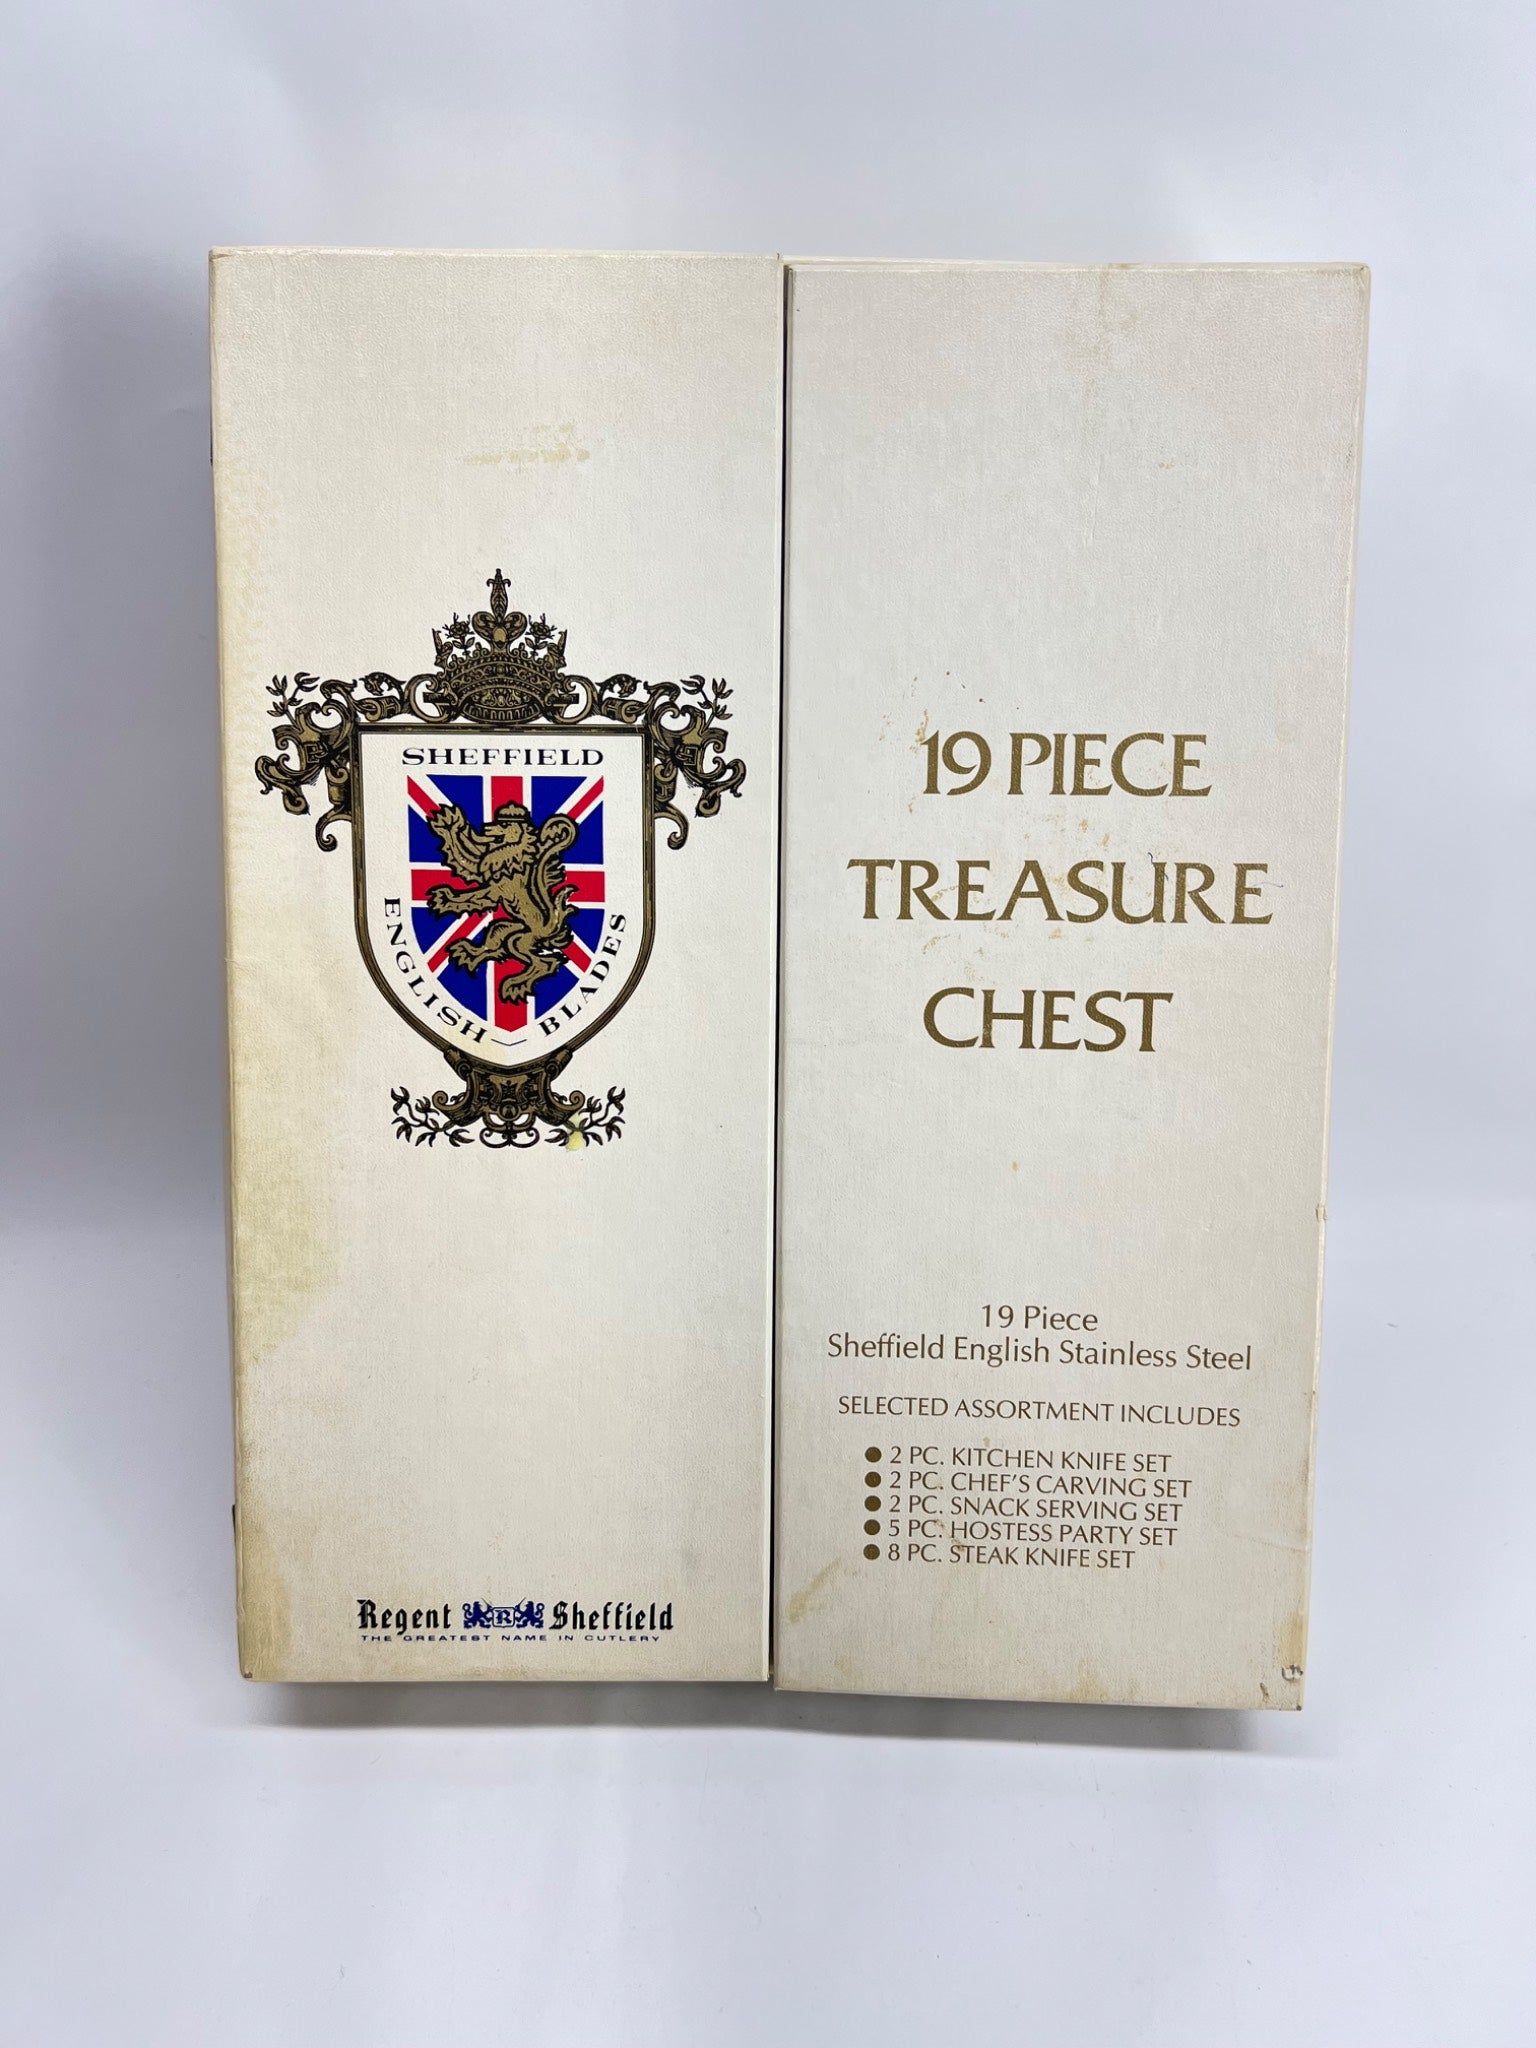 SHEFFIELD
ENGLISH BLADES
Regent R Sheffield
THE GREATEST NAME IN CUTLERY
19 PIECE
TREASURE
CHEST
19 Piece
Sheffield English Stainless Steel
SELECTED ASSORTMENT INCLUDES
● 2 PC. KITCHEN KNIFE SET
● 2 PC. CHEF'S CARVING SET
● 2 PC. SNACK SERVING SET
● 5 PC. HOSTESS PARTY SET
● 8 PC. STEAK KNIFE SET